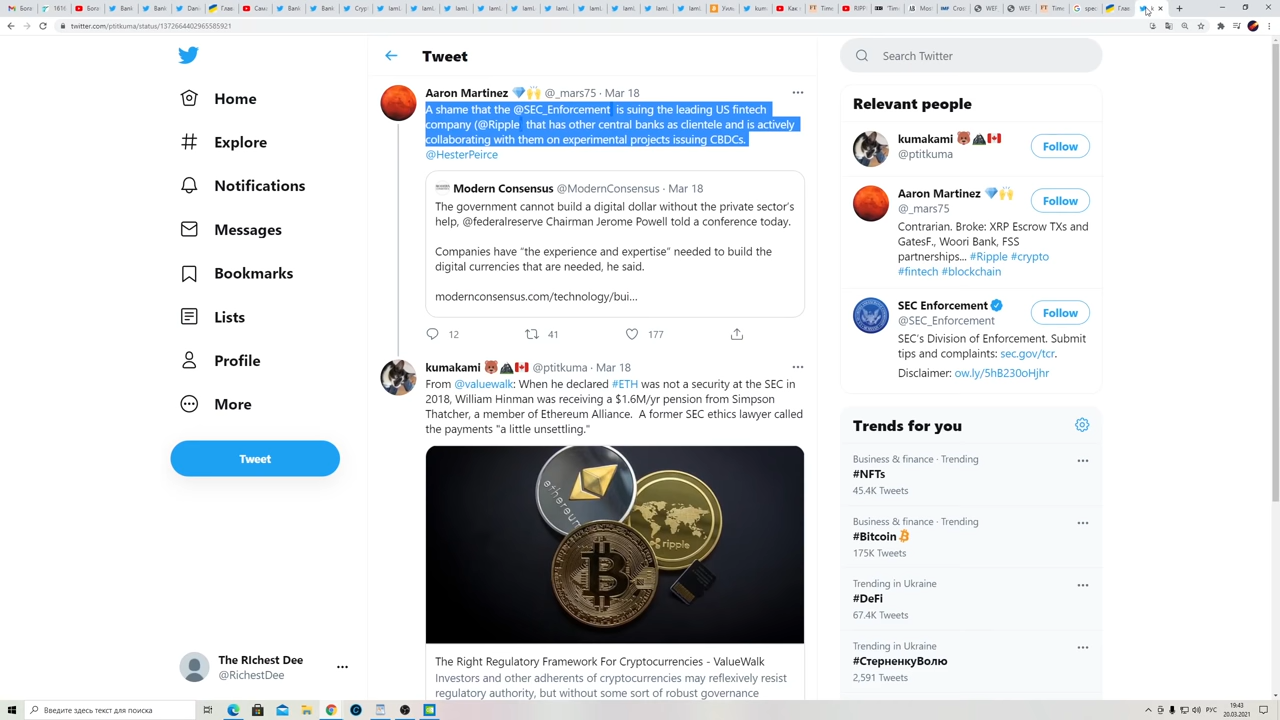 twitter.com/ptitkuma/status/1372664402965585921
Home
Explore
Notifications
Messages
Bookmarks
Lists
Profile
More
Tweet
The RIchest Dee
@RichestDee
Tweet
Aaron Martinez @_mars75 · Mar 18
A shame that the @SEC_Enforcement is suing the leading US fintech
company (@Ripple that has other central banks as clientele and is actively
collaborating with them on experimental projects issuing CBDCs.
@HesterPeirce
Modern Consensus @ModernConsensus · Mar 18
The government cannot build a digital dollar without the private sector's
help, @federalreserve Chairman Jerome Powell told a conference today.
Companies have "the experience and expertise" needed to build the
digital currencies that are needed, he said.
modernconsensus.com/technology/bui...
12 41 177
kumakami @ptitkuma · Mar 18
From @valuewalk: When he declared #ETH was not a security at the SEC in
2018, William Hinman was receiving a $1.6M/yr pension from Simpson
Thatcher, a member of Ethereum Alliance. A former SEC ethics lawyer called
the payments "a little unsettling."
ethereum
ripple
The Right Regulatory Framework For Cryptocurrencies - ValueWalk
Investors and other adherents of cryptocurrencies may reflexively resist
regulatory authority, but without some sort of robust governance
Search Twitter
Relevant people
kumakami
@ptitkuma
Follow
Aaron Martinez
@_mars75
Follow
Contrarian. Broke: XRP Escrow TXs and
GatesF., Woori Bank, FSS
partnerships... #Ripple #crypto
#fintech #blockchain
SEC Enforcement
@SEC_Enforcement
Follow
SEC's Division of Enforcement. Submit
tips and complaints: sec.gov/tcr.
Disclaimer: ow.ly/5hB230oHjhr
Trends for you
Business & finance · Trending
#NFTs
45.4K Tweets
Business & finance · Trending
#Bitcoin
175K Tweets
Trending in Ukraine
#DeFi
67.4K Tweets
Trending in Ukraine
#СтерненкуВолю
2,591 Tweets
Введите здесь текст для поиска
РУС
19:43
20.03.2021